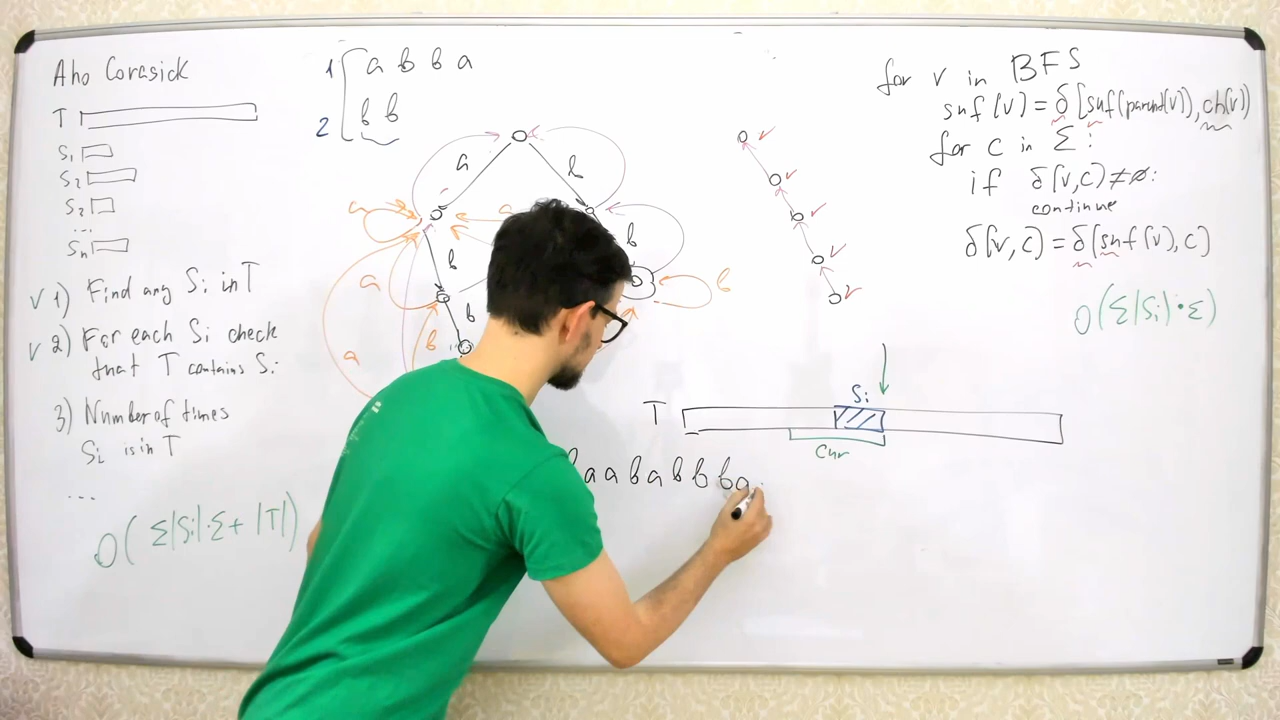 Aho Corasick
T
S1
S2
S2
...
Sn
v 1) Find any Si in T
v 2) For each Si check
that T contains Si
3) Number of times
Si is in T
...
O(Σ|Si|·Σ + |T|)
1 a b b a
2 b b
a
b
a
a
b
b
b
b
a
b
b
a
for v in BFS
suf(v) = δ[suf(parent(v)), ch(v)]
for c in Σ:
if δ(v,c) ≠ ∅:
continue
δ(v,c) = δ[suf(v), c]
O(Σ|Si|·Σ)
Si
T
cur
b a a b a b b b a